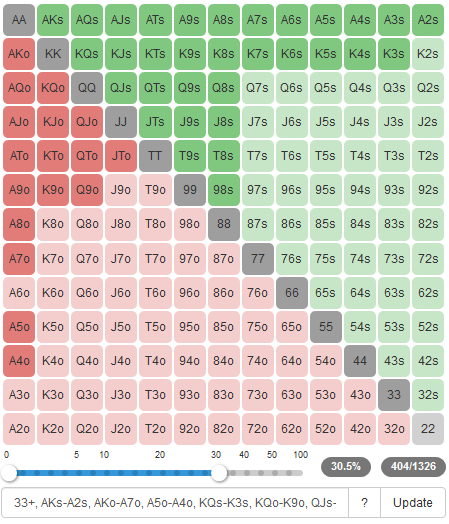 AA AKs AQs AJs ATs A9s A8s A7s A6s A5s A4s A3s A2s
AKo KK KQs KJs KTs K9s K8s K7s K6s K5s K4s K3s K2s
AQo KQo QQ QJs QTs Q9s Q8s Q7s Q6s Q5s Q4s Q3s Q2s
AJo KJo QJo JJ JTs J9s J8s J7s J6s J5s J4s J3s J2s
ATo KTo QTo JTo TT T9s T8s T7s T6s T5s T4s T3s T2s
A9o K9o Q9o J9o T9o 99 98s 97s 96s 95s 94s 93s 92s
A8o K8o Q8o J8o T8o 98o 88 87s 86s 85s 84s 83s 82s
A7o K7o Q7o J7o T7o 97o 87o 77 76s 75s 74s 73s 72s
A6o K6o Q6o J6o T6o 96o 86o 76o 66 65s 64s 63s 62s
A5o K5o Q5o J5o T5o 95o 85o 75o 65o 55 54s 53s 52s
A4o K4o Q4o J4o T4o 94o 84o 74o 64o 54o 44 43s 42s
A3o K3o Q3o J3o T3o 93o 83o 73o 63o 53o 43o 33 32s
A2o K2o Q2o J2o T2o 92o 82o 72o 62o 52o 42o 32o 22
0 5 10 20 30 40 50 100
30.5% 404/1326
33+, AKs-A2s, AKo-A7o, A5o-A4o, KQs-K3s, KQo-K9o, QJs- ? Update